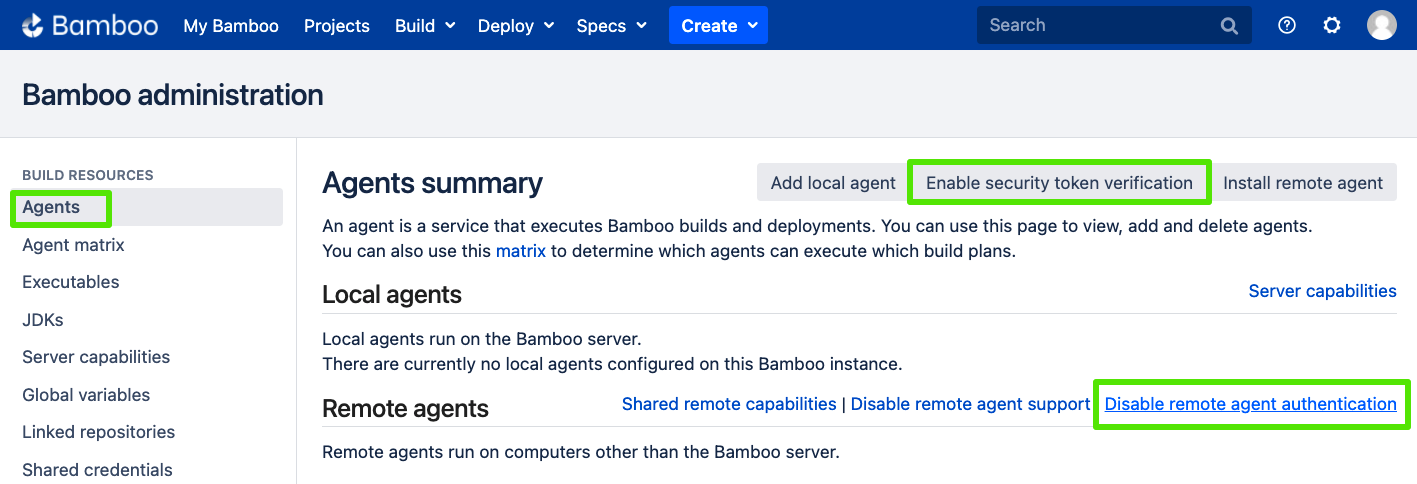 Bamboo My Bamboo Projects Build Deploy Specs Create Search
Bamboo administration
BUILD RESOURCES
Agents
Agent matrix
Executables
JDKs
Server capabilities
Global variables
Linked repositories
Shared credentials
Agents summary
Add local agent Enable security token verification Install remote agent
An agent is a service that executes Bamboo builds and deployments. You can use this page to view, add and delete agents.
You can also use this matrix to determine which agents can execute which build plans.
Local agents
Server capabilities
Local agents run on the Bamboo server.
There are currently no local agents configured on this Bamboo instance.
Remote agents
Shared remote capabilities | Disable remote agent support Disable remote agent authentication
Remote agents run on computers other than the Bamboo server.